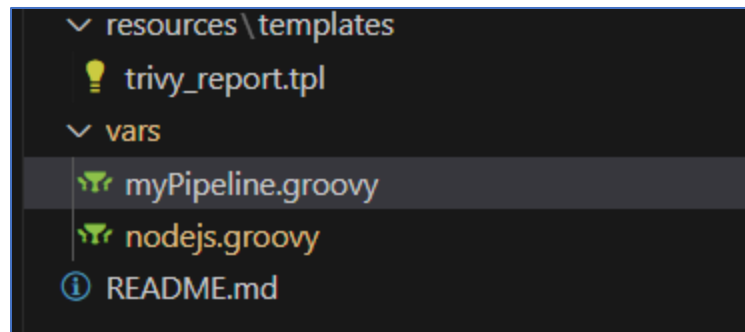 resources\templates
trivy_report.tpl
vars
myPipeline.groovy
nodejs.groovy
README.md